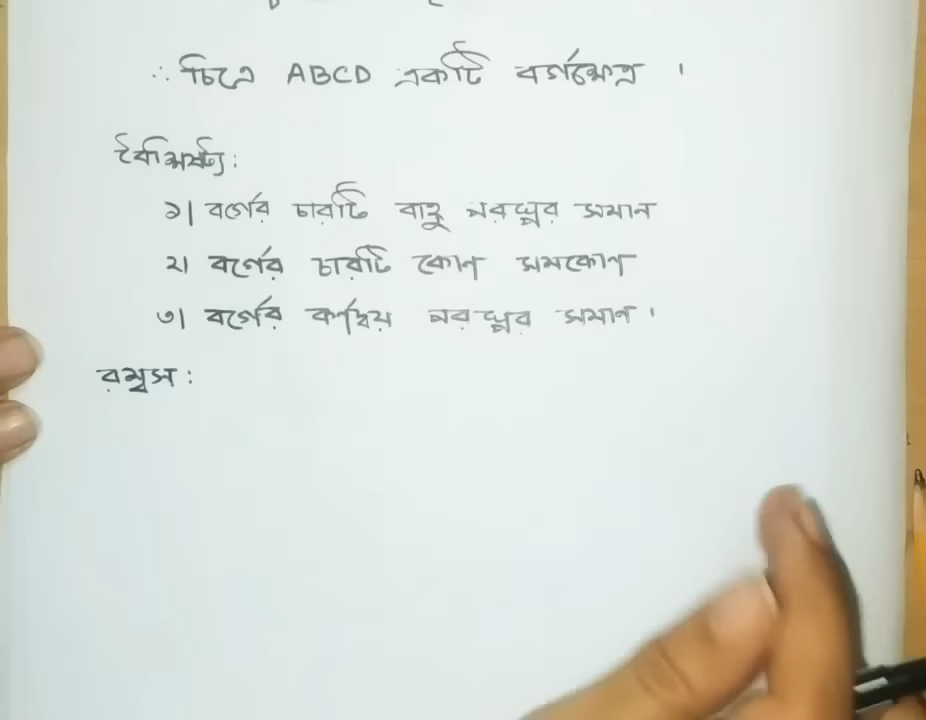 ∴ চিত্রে ABCD একটি বর্গক্ষেত্র ।
বৈশিষ্ট্য:
১। বর্গের চারটি বাহু পরস্পর সমান
২। বর্গের চারটি কোণ সমকোণ
৩। বর্গের কর্ণদ্বয় পরস্পর সমান ।
রম্বস :